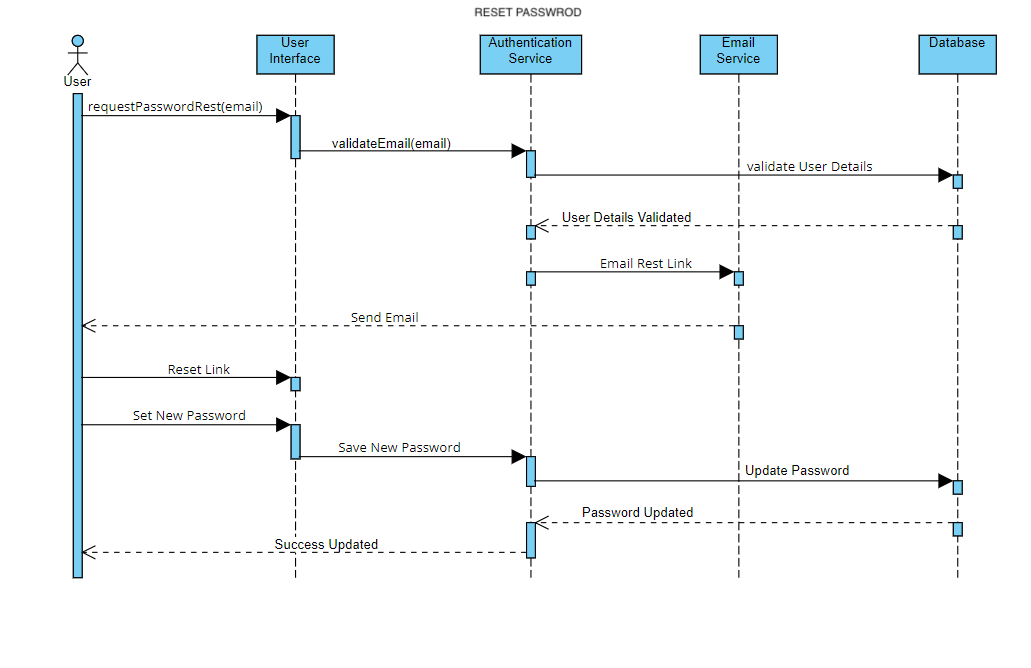 RESET PASSWROD
User
Interface
Authentication
Service
Email
Service
Database
User
requestPasswordRest(email)
validateEmail(email)
validate User Details
User Details Validated
Email Rest Link
Send Email
Reset Link
Set New Password
Save New Password
Update Password
Password Updated
Success Updated